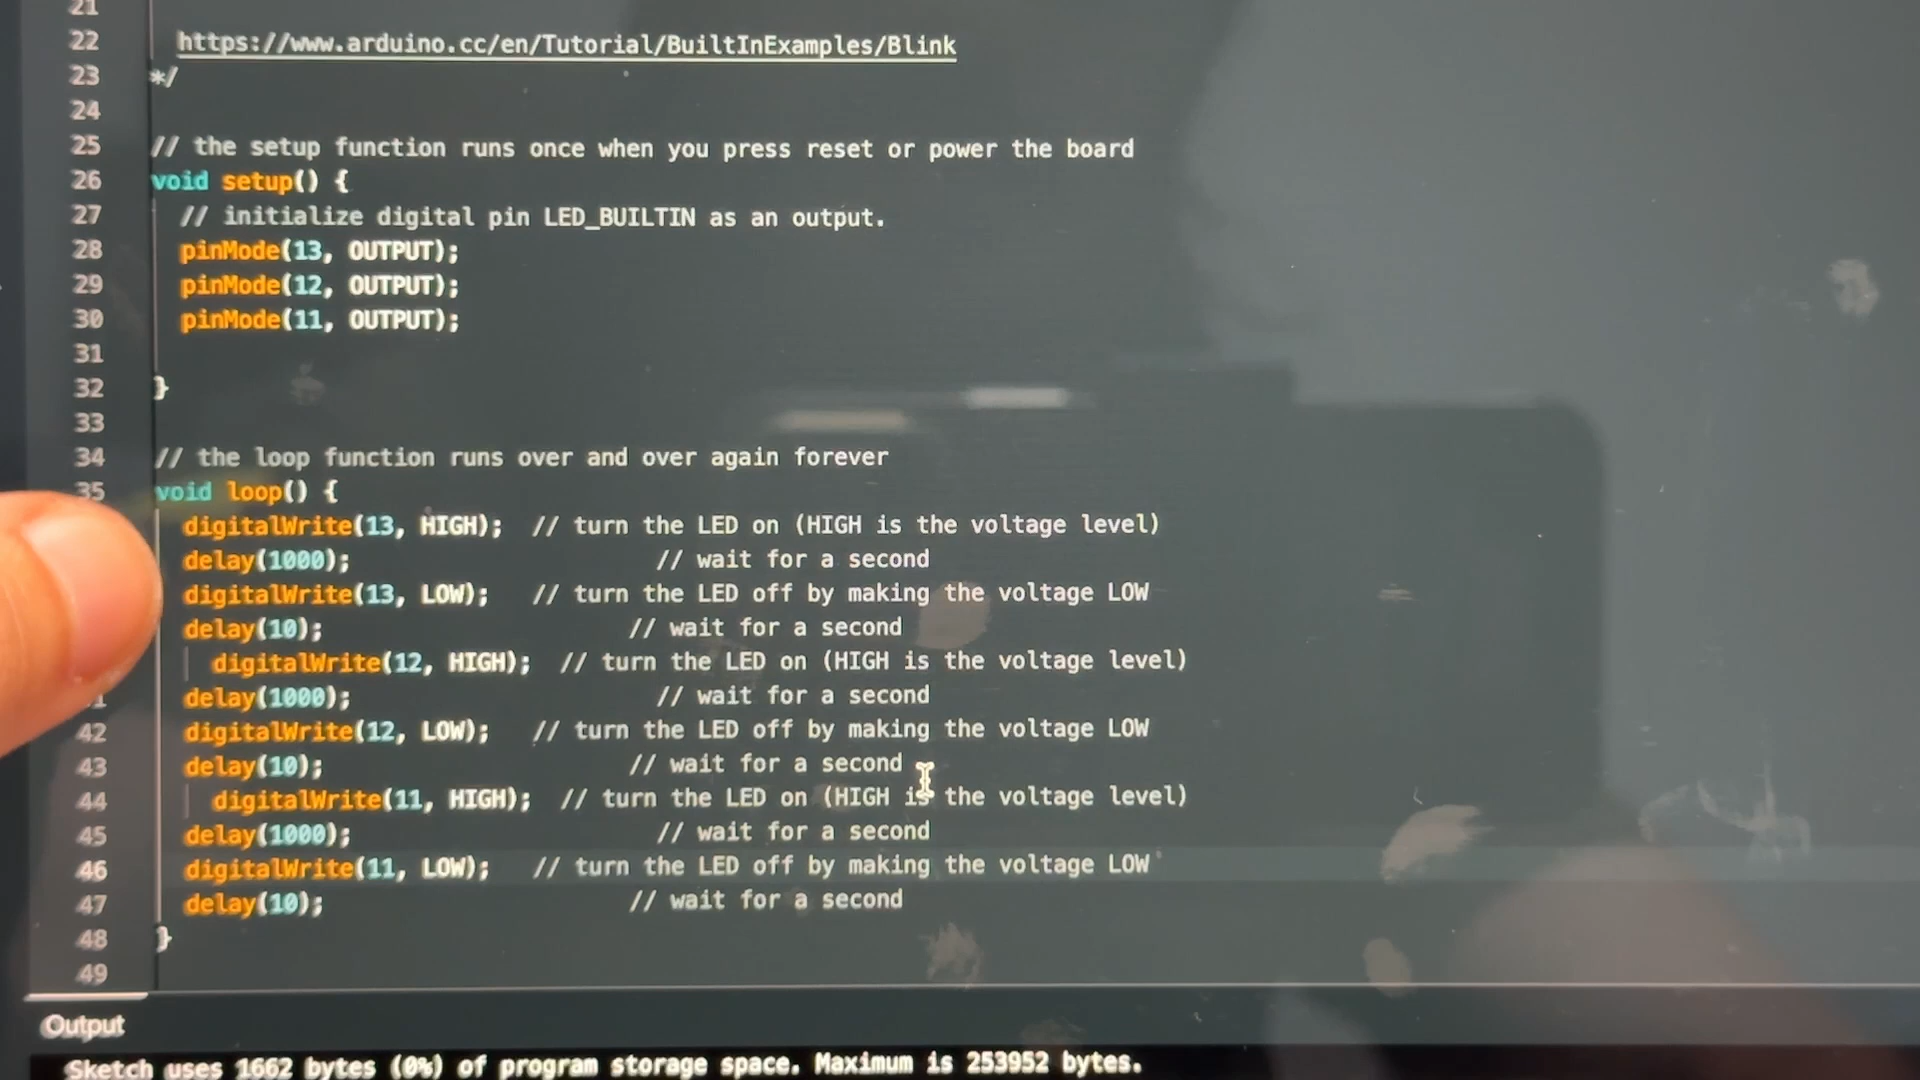 21
22 https://www.arduino.cc/en/Tutorial/BuiltInExamples/Blink
23 */
24
25 // the setup function runs once when you press reset or power the board
26 void setup() {
27 // initialize digital pin LED_BUILTIN as an output.
28 pinMode(13, OUTPUT);
29 pinMode(12, OUTPUT);
30 pinMode(11, OUTPUT);
31
32 }
33
34 // the loop function runs over and over again forever
35 void loop() {
digitalWrite(13, HIGH); // turn the LED on (HIGH is the voltage level)
delay(1000); // wait for a second
digitalWrite(13, LOW); // turn the LED off by making the voltage LOW
delay(10); // wait for a second
digitalWrite(12, HIGH); // turn the LED on (HIGH is the voltage level)
delay(1000); // wait for a second
42 digitalWrite(12, LOW); // turn the LED off by making the voltage LOW
43 delay(10); // wait for a second
44 digitalWrite(11, HIGH); // turn the LED on (HIGH is the voltage level)
45 delay(1000); // wait for a second
46 digitalWrite(11, LOW); // turn the LED off by making the voltage LOW
47 delay(10); // wait for a second
48 }
49
Output
Sketch uses 1662 bytes (0%) of program storage space. Maximum is 253952 bytes.